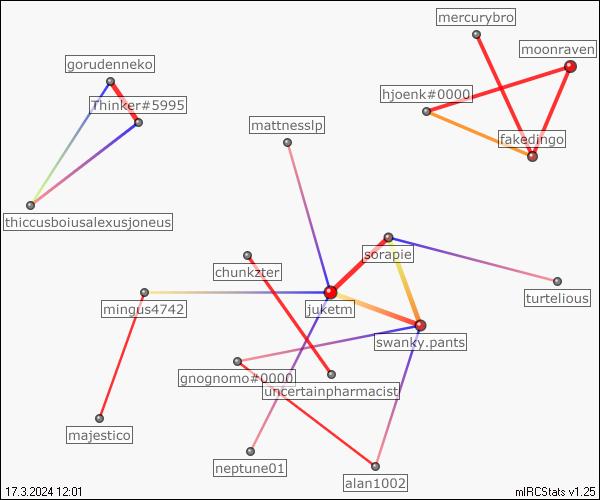 mercurybro
moonraven
gorudenneko
hjoenk#0000
Thinker#5995
mattnesslp
fakedingo
thiccusboiusalexusjoneus
sorapie
chunkzter
turtelious
mingus4742
juketm
swanky.pants
gnognomo#0000
uncertainpharmacist
majestico
neptune01
alan1002
17.3.2024 12:01
mIRCStats v1.25